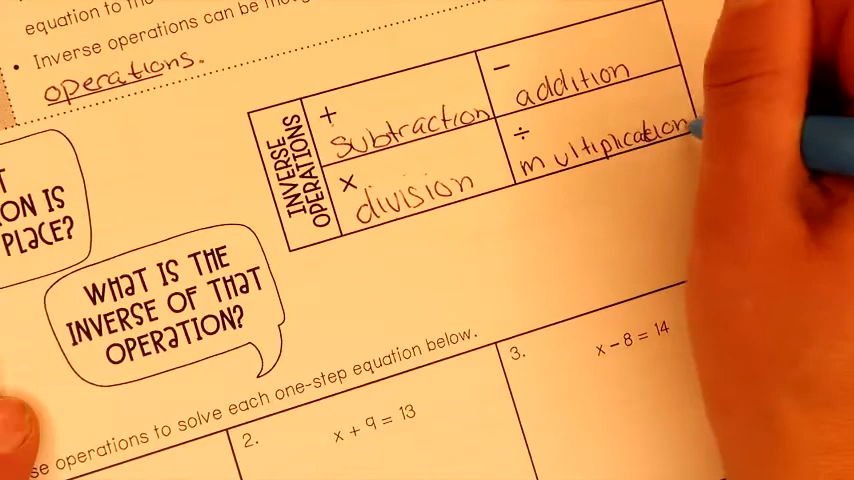 equation to the
• Inverse operations can be
operations.
INVERSE
OPERATIONS
+
subtraction
−
addition
×
division
÷
multiplication
ON IS
PLACE?
WHAT IS THE
INVERSE OF THAT
OPERATION?
se operations to solve each one-step equation below.
2.
x + 9 = 13
3.
x − 8 = 14